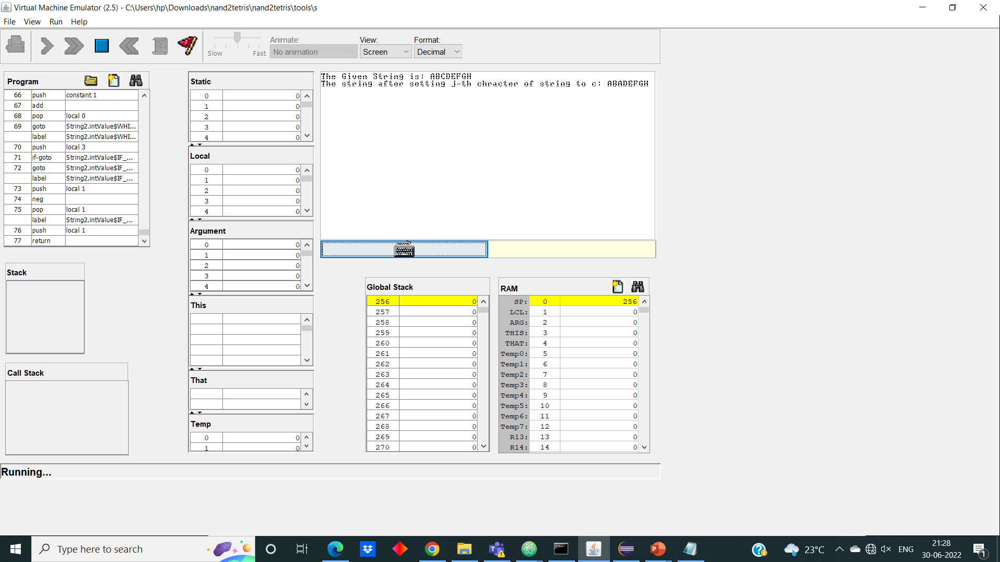 Virtual Machine Emulator (2.5) - C:\Users\hp\Downloads\nand2tetris\nand2tetris\tools\s
File View Run Help
Slow Fast
Animate:
No animation
View:
Screen
Format:
Decimal
Program
66 push constant 1
67 add
68 pop local 0
69 goto String2.intValue$WHI...
label String2.intValue$WHI...
70 push local 3
71 if-goto String2.intValue$IF_...
72 goto String2.intValue$IF_...
label String2.intValue$IF_...
73 push local 1
74 neg
75 pop local 1
label String2.intValue$IF_...
76 push local 1
77 return
Stack
Call Stack
Static
0 0
1 0
2 0
3 0
4 0
Local
0 0
1 0
2 0
3 0
4 0
Argument
0 0
1 0
2 0
3 0
4 0
This
That
Temp
0 0
1 0
The Given String is: ABCDEFGH
The string after setting j-th chracter of string to c: ABADEFGH
Global Stack
256 0
257 0
258 0
259 0
260 0
261 0
262 0
263 0
264 0
265 0
266 0
267 0
268 0
269 0
270 0
RAM
SP: 0 256
LCL: 1 0
ARG: 2 0
THIS: 3 0
THAT: 4 0
Temp0: 5 0
Temp1: 6 0
Temp2: 7 0
Temp3: 8 0
Temp4: 9 0
Temp5: 10 0
Temp6: 11 0
Temp7: 12 0
R13: 13 0
R14: 14 0
Running...
Type here to search
23°C
ENG
21:28
30-06-2022
1